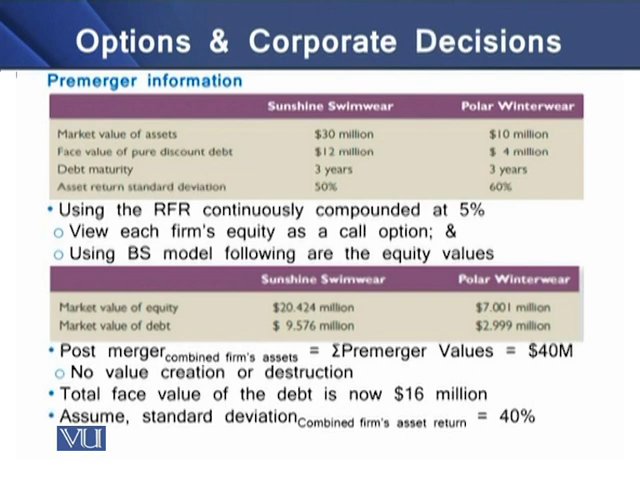 Options & Corporate Decisions
Premerger information
Sunshine Swimwear Polar Winterwear
Market value of assets $30 million $10 million
Face value of pure discount debt $12 million $ 4 million
Debt maturity 3 years 3 years
Asset return standard deviation 50% 60%
• Using the RFR continuously compounded at 5%
o View each firm's equity as a call option; &
o Using BS model following are the equity values
Sunshine Swimwear Polar Winterwear
Market value of equity $20.424 million $7.001 million
Market value of debt $ 9.576 million $2.999 million
• Post merger combined firm's assets = ΣPremerger Values = $40M
o No value creation or destruction
• Total face value of the debt is now $16 million
• Assume, standard deviation Combined firm's asset return = 40%
VU